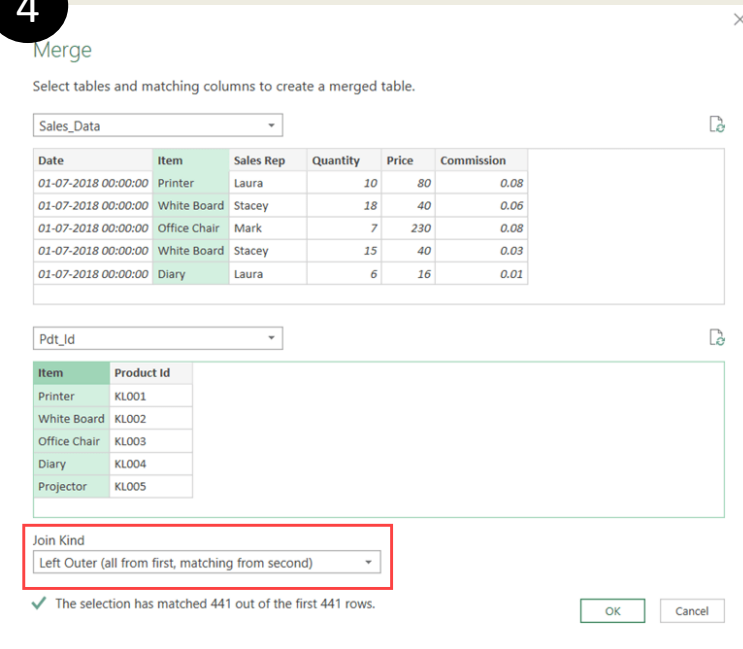 4
Merge
Select tables and matching columns to create a merged table.
Sales_Data
Date Item Sales Rep Quantity Price Commission
01-07-2018 00:00:00 Printer Laura 10 80 0.08
01-07-2018 00:00:00 White Board Stacey 18 40 0.06
01-07-2018 00:00:00 Office Chair Mark 7 230 0.08
01-07-2018 00:00:00 White Board Stacey 15 40 0.03
01-07-2018 00:00:00 Diary Laura 6 16 0.01
Pdt_Id
Item Product Id
Printer KL001
White Board KL002
Office Chair KL003
Diary KL004
Projector KL005
Join Kind
Left Outer (all from first, matching from second)
The selection has matched 441 out of the first 441 rows.
OK Cancel